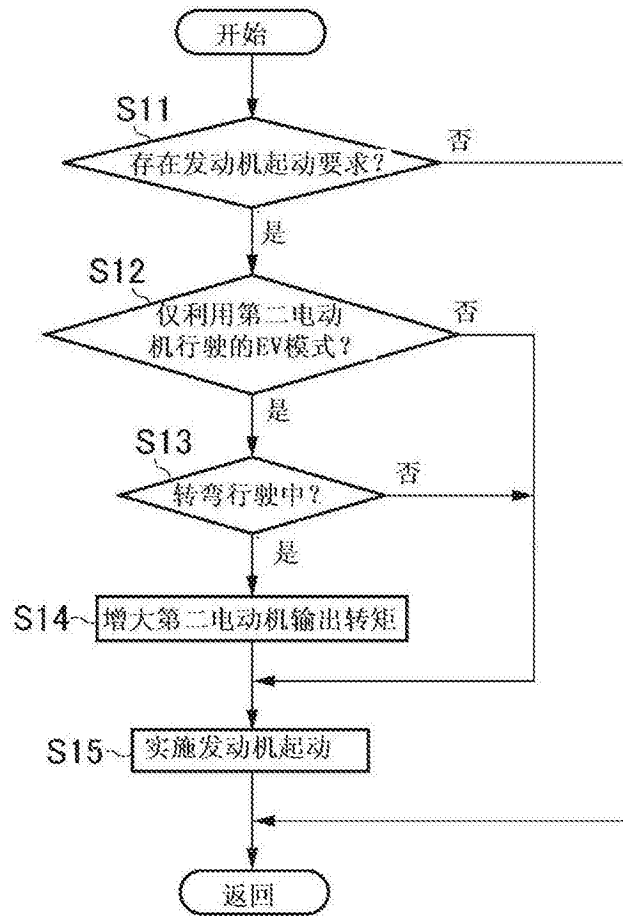 开始
S11
存在发动机起动要求?
否
是
S12
仅利用第二电动
机行驶的EV模式?
否
是
S13
转弯行驶中?
否
是
S14
增大第二电动机输出转矩
S15
实施发动机起动
返回